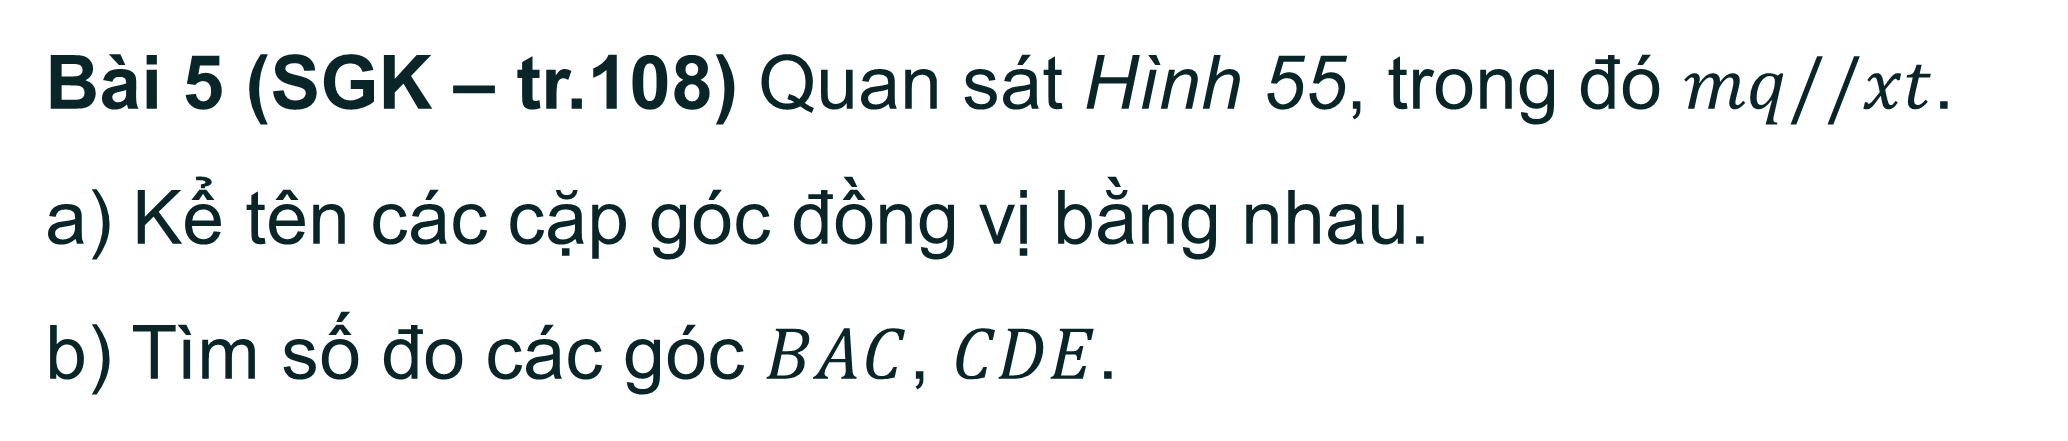 Bài 5 (SGK – tr.108) Quan sát Hình 55, trong đó mq//xt.
a) Kể tên các cặp góc đồng vị bằng nhau.
b) Tìm số đo các góc BAC, CDE.